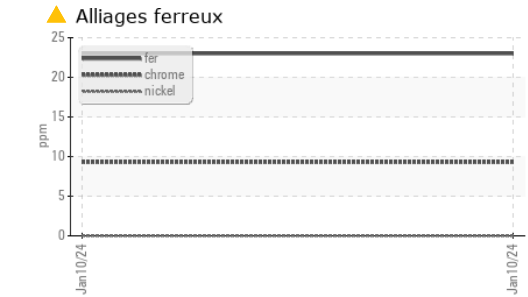 Alliages ferreux
25
20
15
10
5
0
ppm
fer
chrome
nickel
Jan10/24
Jan10/24